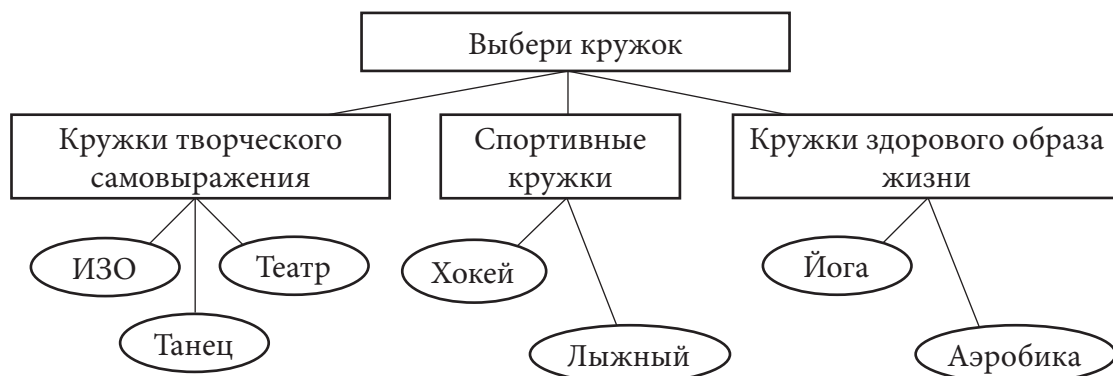 Выбери кружок
Кружки творческого
самовыражения
Спортивные
кружки
Кружки здорового образа
жизни
ИЗО
Театр
Танец
Хокей
Лыжный
Йога
Аэробика